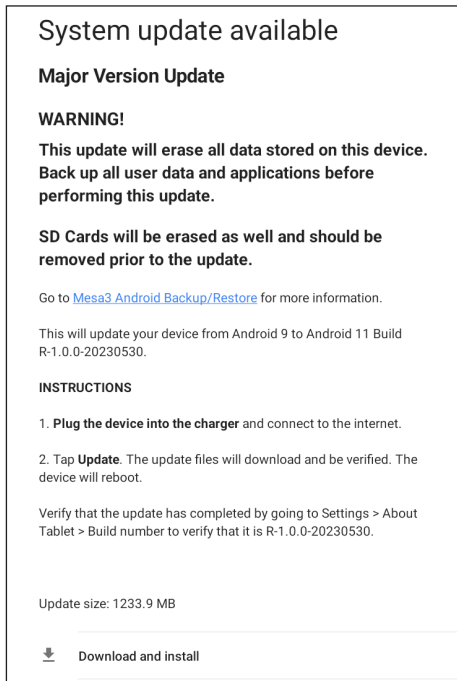 System update available
Major Version Update
WARNING!
This update will erase all data stored on this device.
Back up all user data and applications before
performing this update.
SD Cards will be erased as well and should be
removed prior to the update.
Go to Mesa3 Android Backup/Restore for more information.
This will update your device from Android 9 to Android 11 Build
R-1.0.0-20230530.
INSTRUCTIONS
1. Plug the device into the charger and connect to the internet.
2. Tap Update. The update files will download and be verified. The
device will reboot.
Verify that the update has completed by going to Settings > About
Tablet > Build number to verify that it is R-1.0.0-20230530.
Update size: 1233.9 MB
Download and install